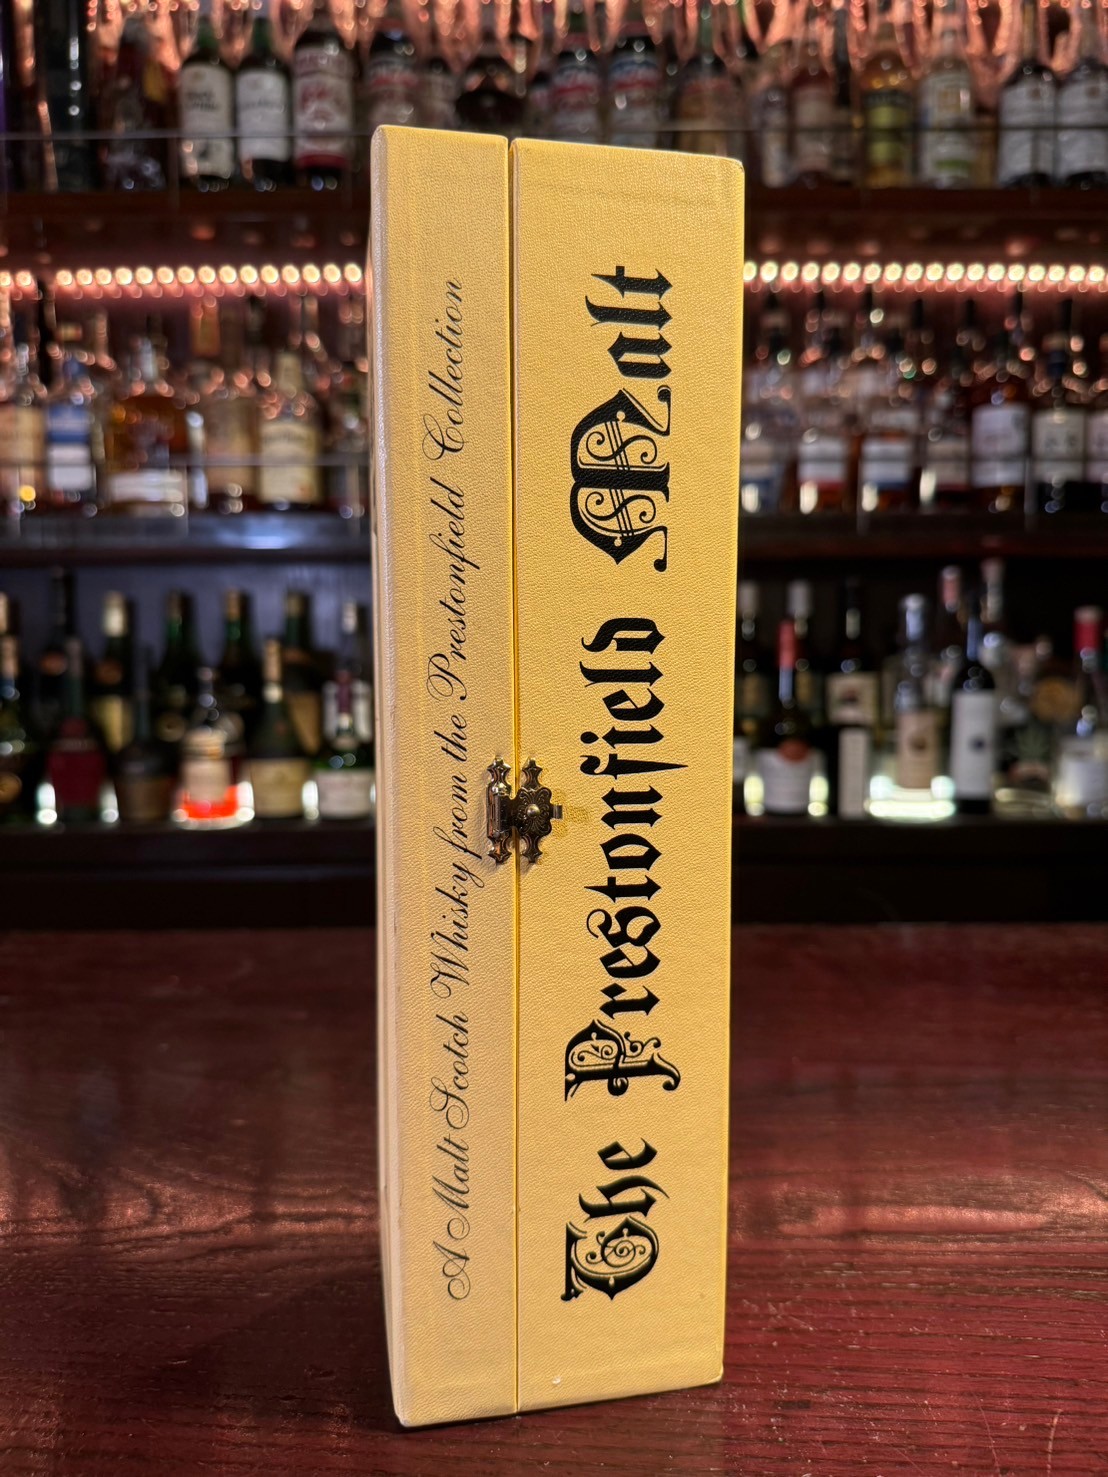 A Malt Scotch Whisky from the Prestonfield Collection
The Prestonfield Malt